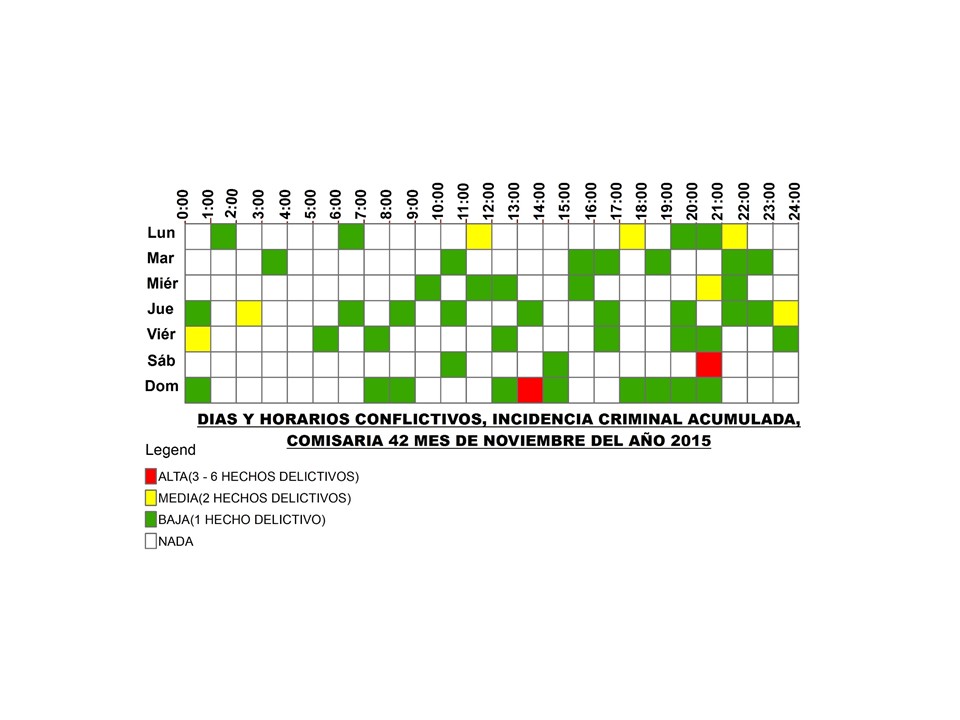 0:00 1:00 2:00 3:00 4:00 5:00 6:00 7:00 8:00 9:00 10:00 11:00 12:00 13:00 14:00 15:00 16:00 17:00 18:00 19:00 20:00 21:00 22:00 23:00 24:00
Lun
Mar
Miér
Jue
Viér
Sáb
Dom
DIAS Y HORARIOS CONFLICTIVOS, INCIDENCIA CRIMINAL ACUMULADA,
COMISARIA 42 MES DE NOVIEMBRE DEL AÑO 2015
Legend
ALTA(3 - 6 HECHOS DELICTIVOS)
MEDIA(2 HECHOS DELICTIVOS)
BAJA(1 HECHO DELICTIVO)
NADA